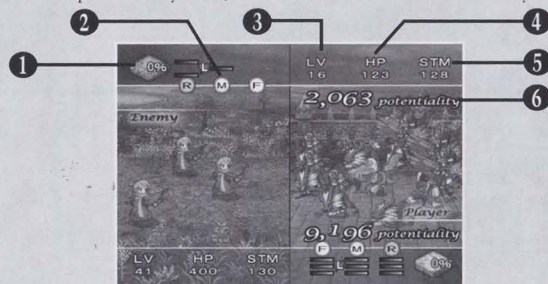 3 4
2
1 5
0% L LV HP STM
16 123 128
R M F 6
2,063 potentiality
Enemy
Player
9,196 potentiality
F M R
LV HP STM L 0%
41 400 130